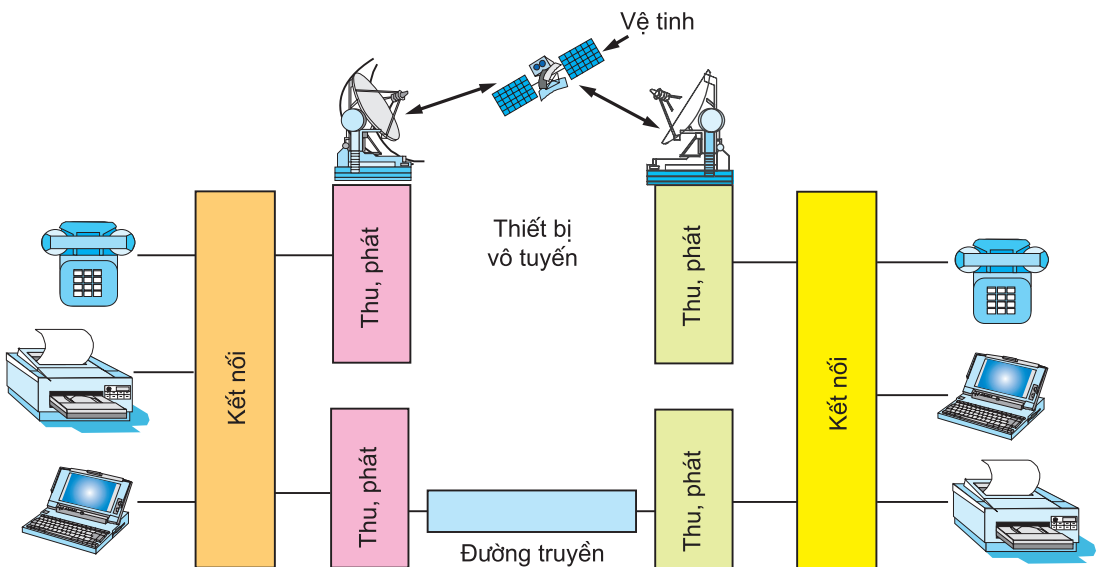 Vệ tinh
Thiết bị
vô tuyến
Thu, phát
Thu, phát
Kết nối
Kết nối
Thu, phát
Thu, phát
Đường truyền